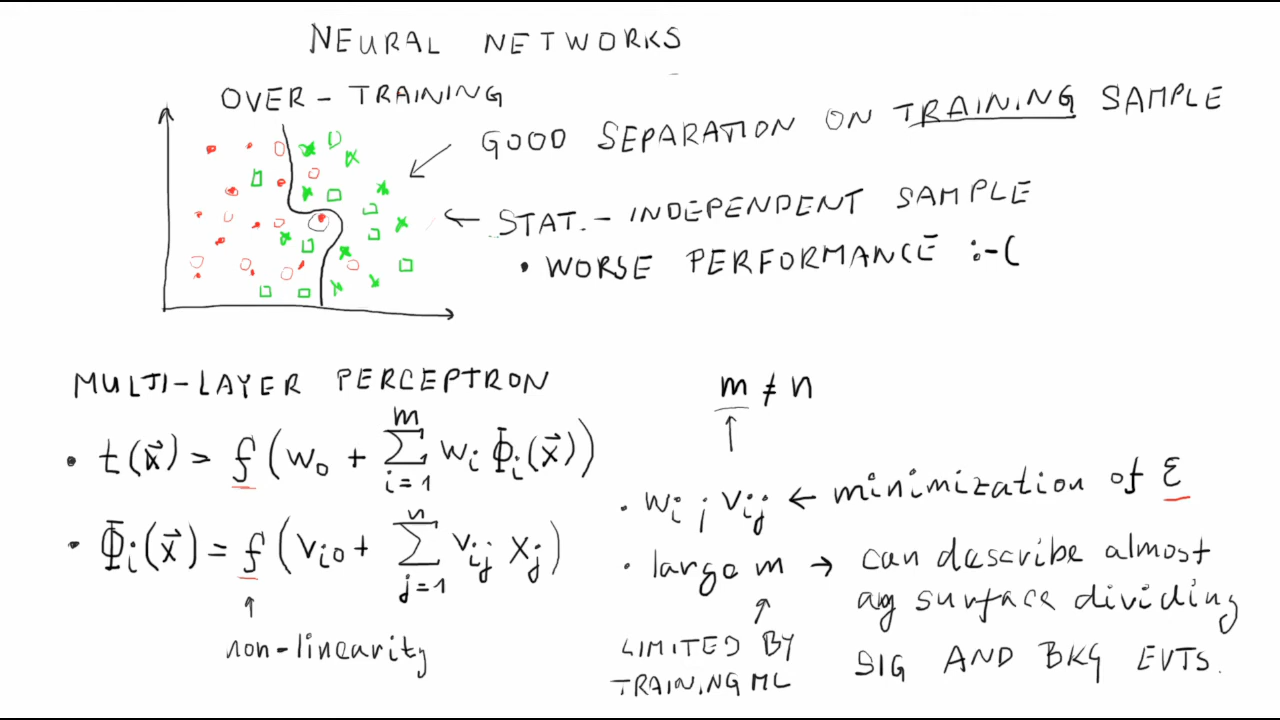 NEURAL NETWORKS
OVER-TRAINING
GOOD SEPARATION ON TRAINING SAMPLE
STAT.-INDEPENDENT SAMPLE
• WORSE PERFORMANCE :-(
MULTI-LAYER PERCEPTRON
• t(x⃗) = f(w₀ + ∑_{i=1}^{m} wᵢ Φᵢ(x⃗))
• Φᵢ(x⃗) = f(vᵢ₀ + ∑_{j=1}^{n} vᵢⱼ xⱼ)
↑
non-linearity
m ≠ n
↑
• wᵢ, vᵢⱼ ← minimization of ε
• large m → can describe almost
any surface dividing
SIG AND BKG EVTS.
↑
LIMITED BY
TRAINING ML